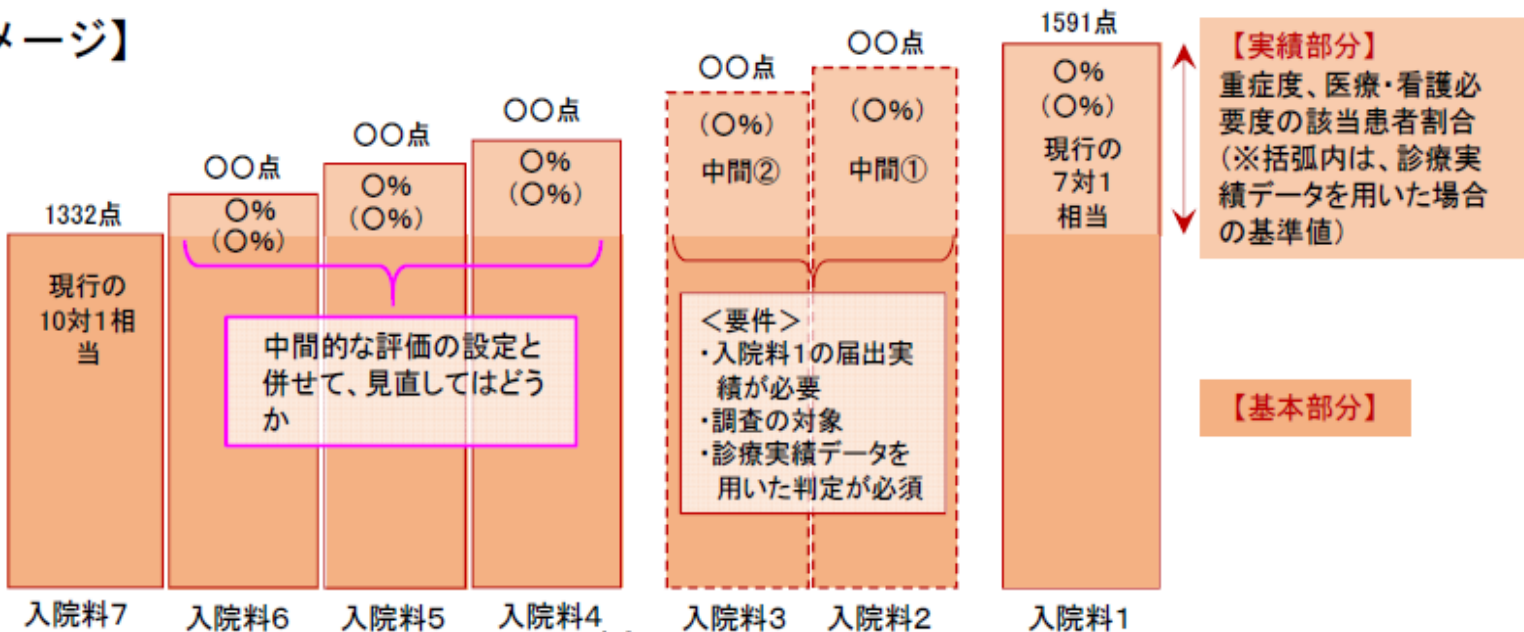 メージ】
1332点
現行の
10対1相
当
入院料7
〇〇点
〇%
(〇%)
入院料6
〇〇点
〇%
(〇%)
入院料5
〇〇点
〇%
(〇%)
入院料4
中間的な評価の設定と
併せて、見直してはどう
か
〇〇点
(〇%)
中間②
入院料3
〇〇点
(〇%)
中間①
入院料2
<要件>
・入院料1の届出実
績が必要
・調査の対象
・診療実績データを
用いた判定が必須
1591点
〇%
(〇%)
現行の
7対1
相当
入院料1
【実績部分】
重症度、医療・看護必
要度の該当患者割合
(※括弧内は、診療実
績データを用いた場合
の基準値)
【基本部分】